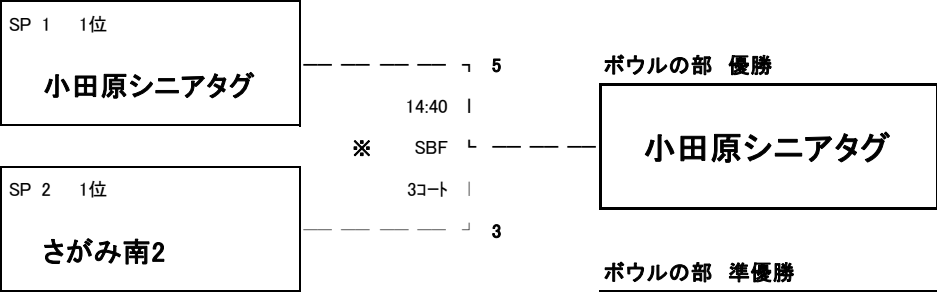 SP 1 1位
小田原シニアタグ
5
ボウルの部 優勝
14:40
小田原シニアタグ
※ SBF
SP 2 1位
3コート
さがみ南2
3
ボウルの部 準優勝